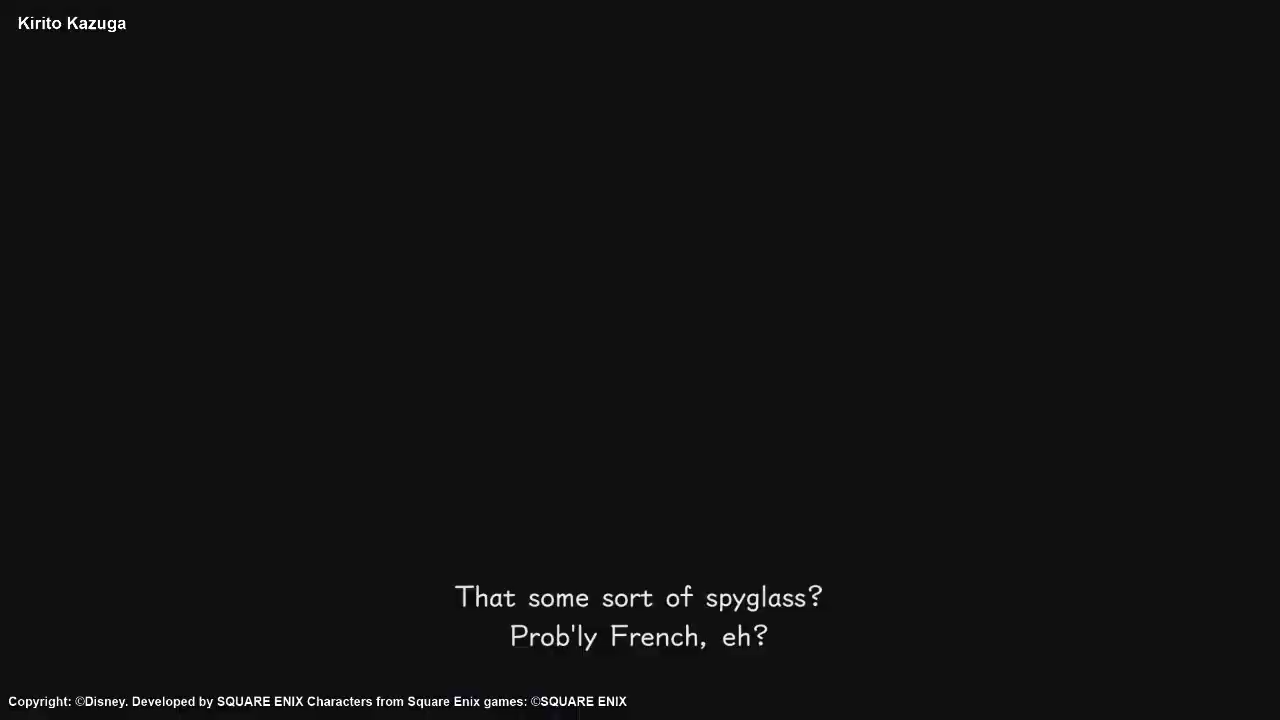 Kirito Kazuga
That some sort of spyglass?
Prob'ly French, eh?
Copyright: ©Disney. Developed by SQUARE ENIX Characters from Square Enix games: ©SQUARE ENIX